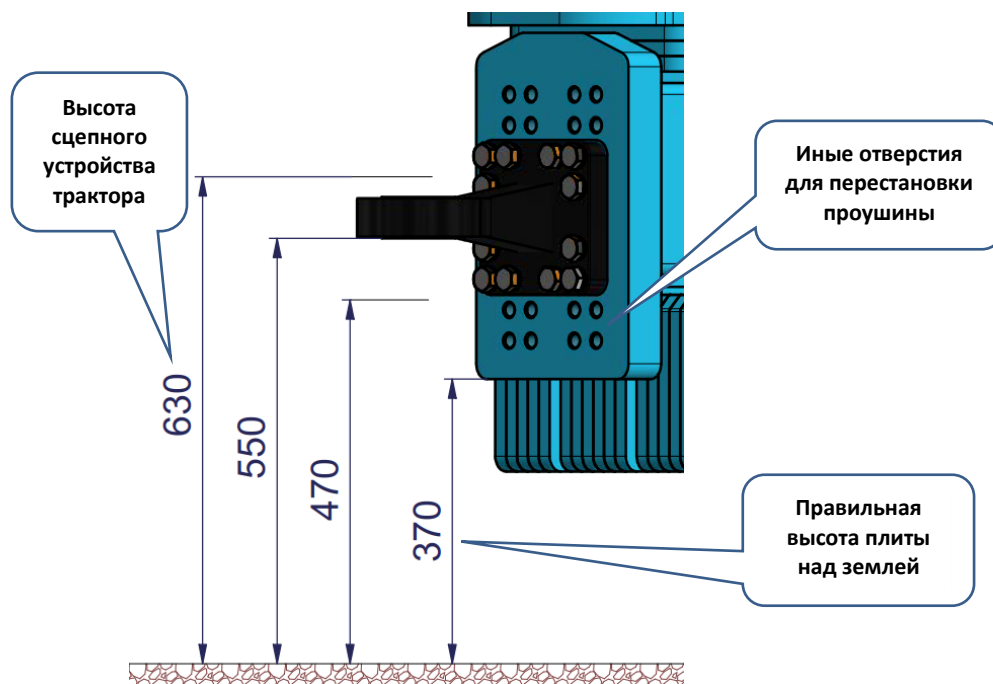 Высота
сцепного
устройства
трактора
Иные отверстия
для перестановки
проушины
630
550
470
370
Правильная
высота плиты
над землей